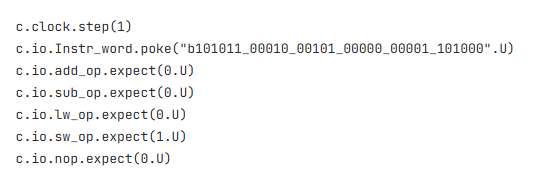 c.clock.step(1)
c.io.Instr_word.poke("b101011_00010_00101_00000_00001_101000".U)
c.io.add_op.expect(0.U)
c.io.sub_op.expect(0.U)
c.io.lw_op.expect(0.U)
c.io.sw_op.expect(1.U)
c.io.nop.expect(0.U)